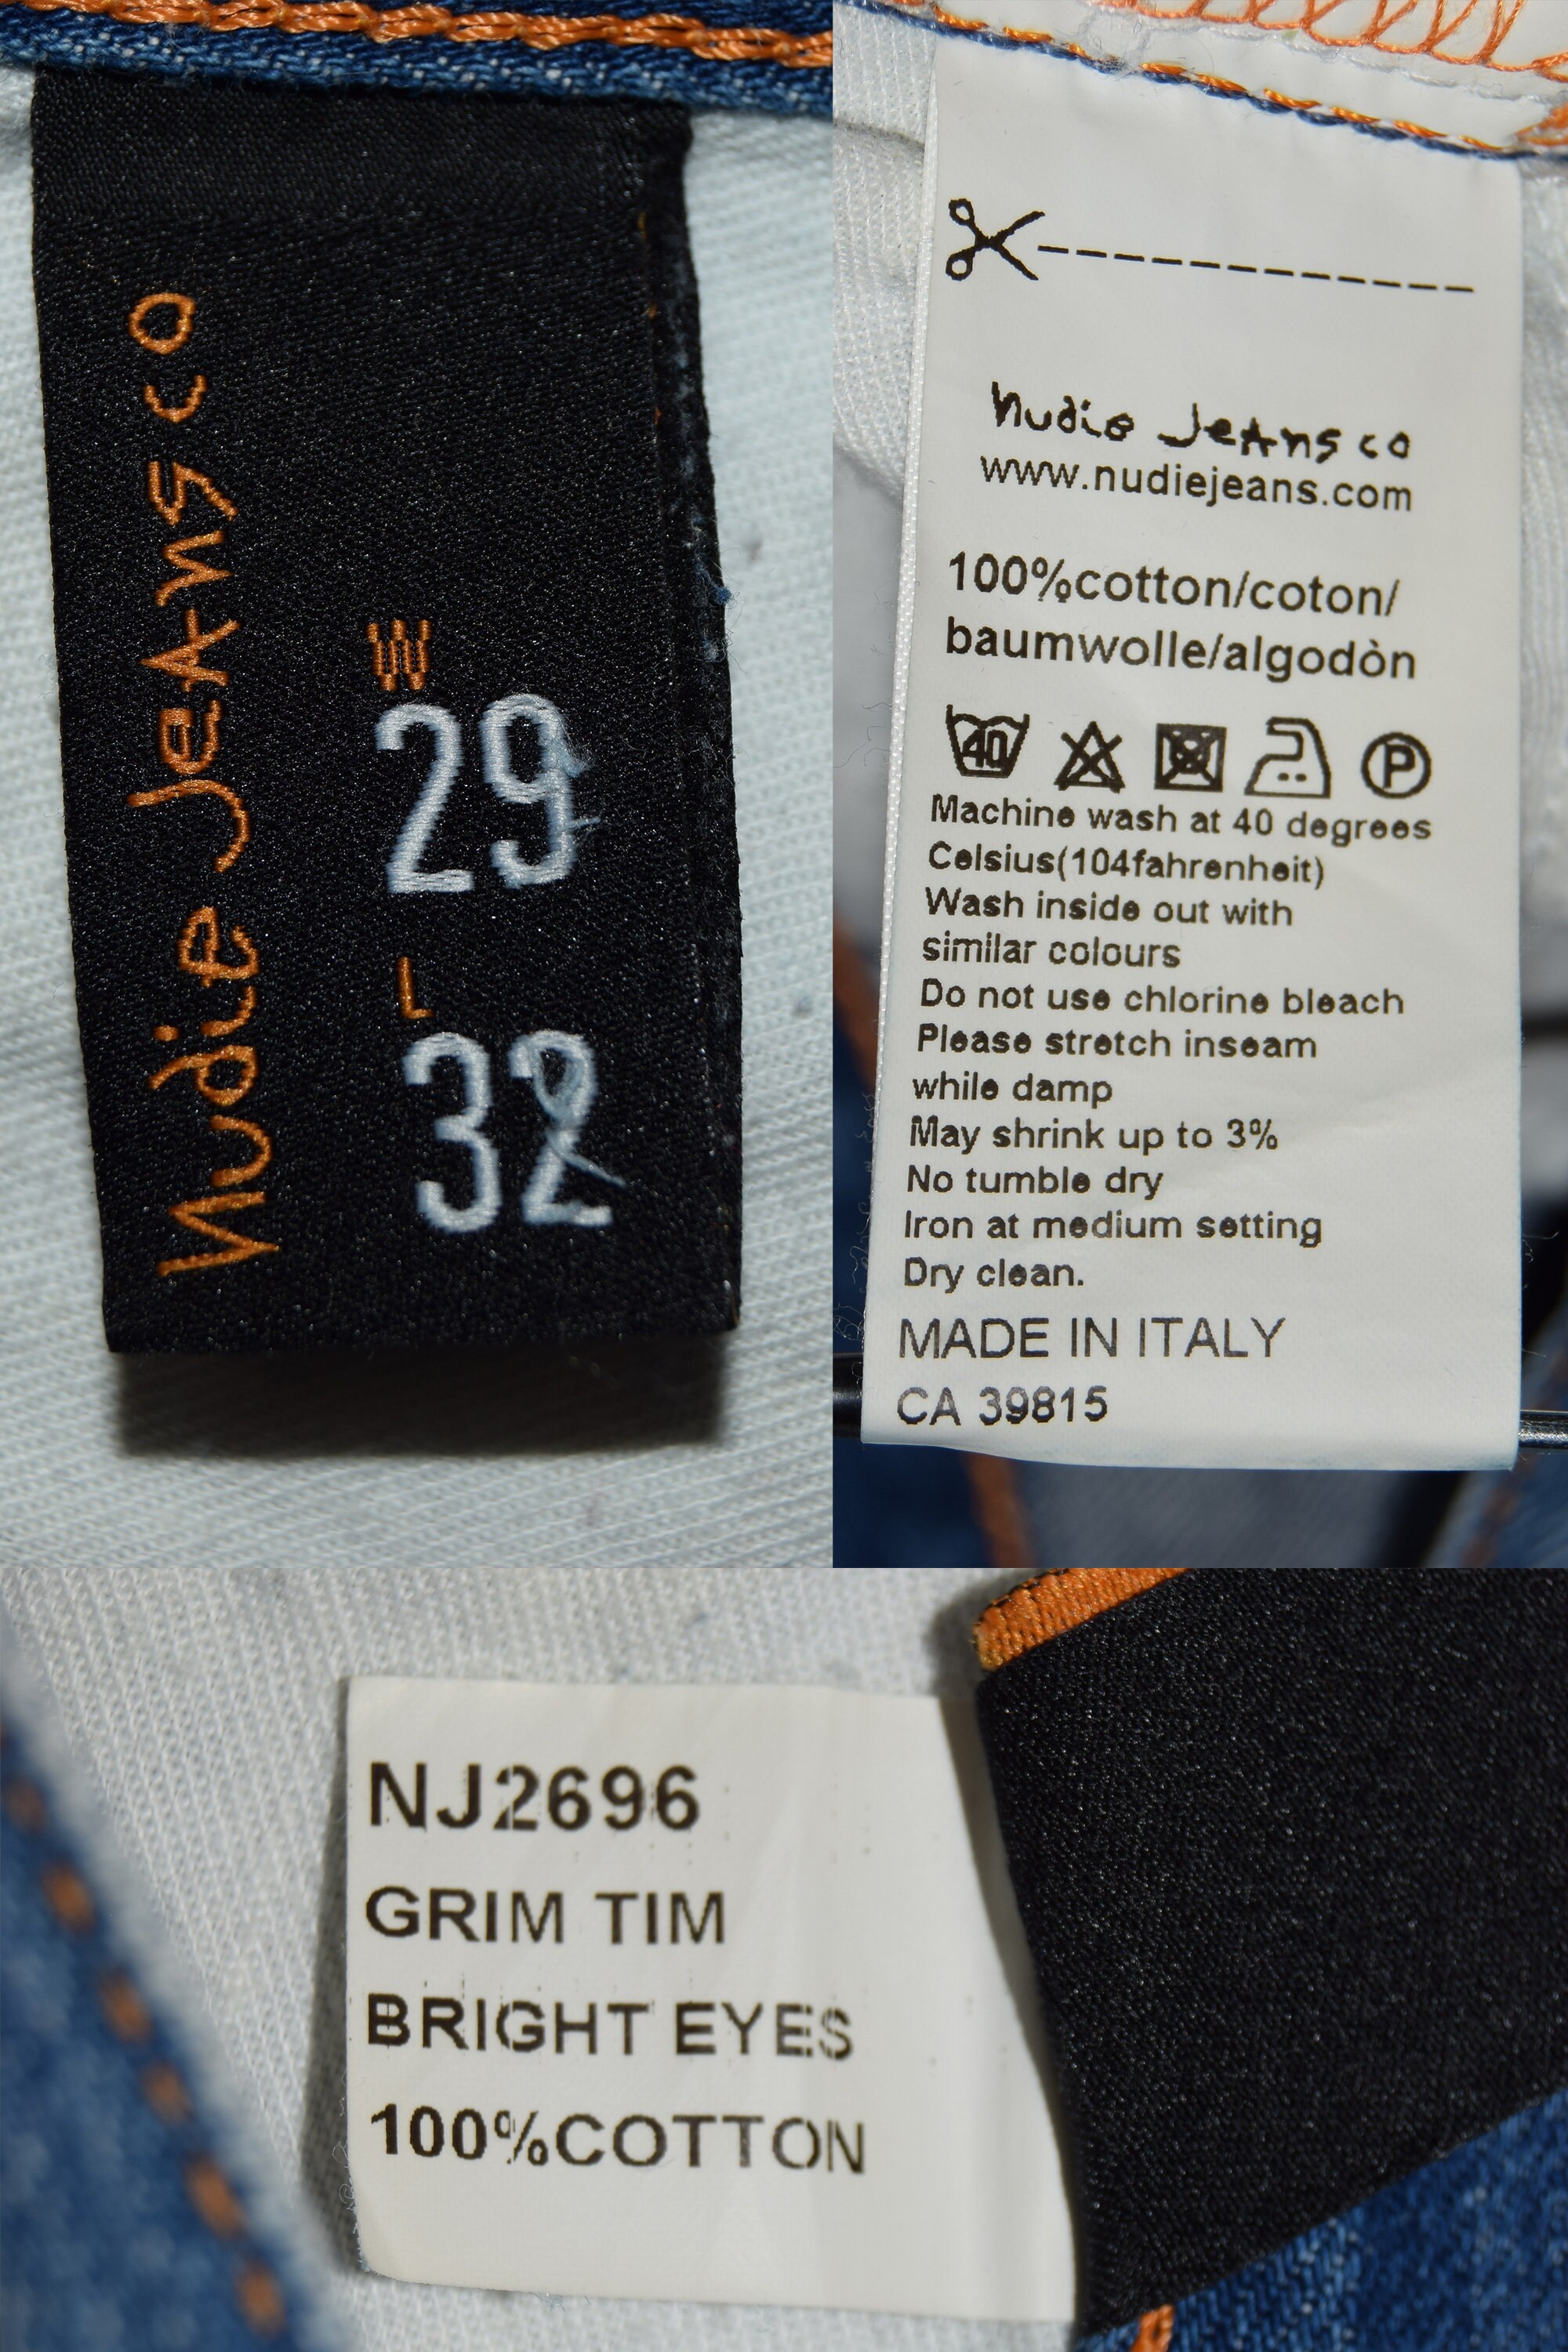 Nudie Jeans co
W
29
L
32
Nudie Jeans co
www.nudiejeans.com
100%cotton/coton/
baumwolle/algodòn
40
P
Machine wash at 40 degrees
Celsius(104fahrenheit)
Wash inside out with
similar colours
Do not use chlorine bleach
Please stretch inseam
while damp
May shrink up to 3%
No tumble dry
Iron at medium setting
Dry clean.
MADE IN ITALY
CA 39815
NJ2696
GRIM TIM
BRIGHT EYES
100%COTTON